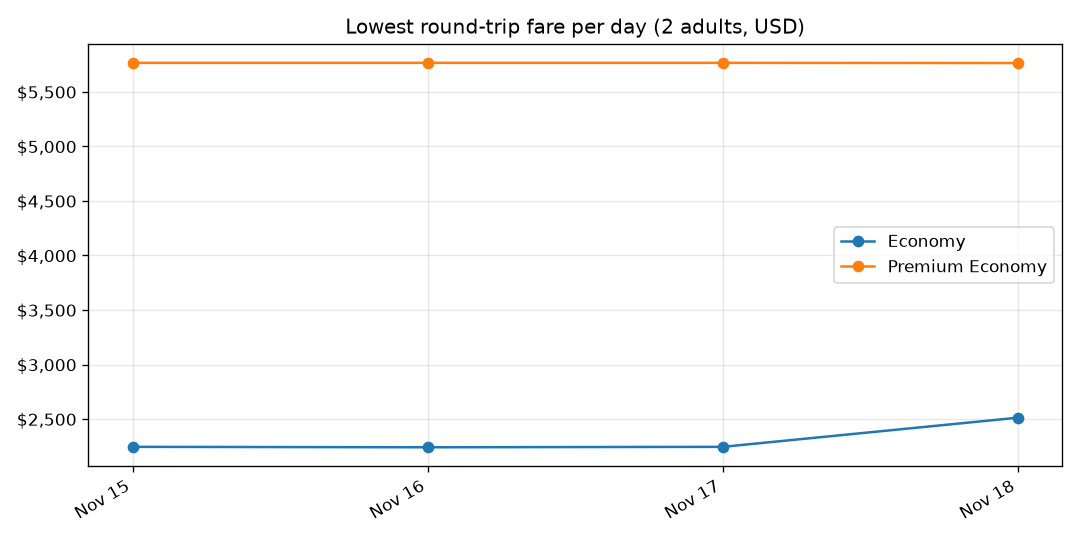 Lowest round-trip fare per day (2 adults, USD)
$5,500
$5,000
$4,500
$4,000
$3,500
$3,000
$2,500
Economy
Premium Economy
Nov 15
Nov 16
Nov 17
Nov 18